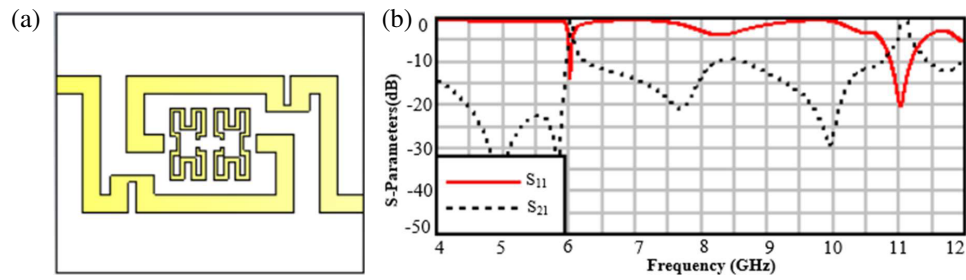 (a)
(b)
S-Parameters(dB)
0
-10
-20
-30
-40
-50
S11
S21
4 5 6 7 8 9 10 11 12
Frequency (GHz)